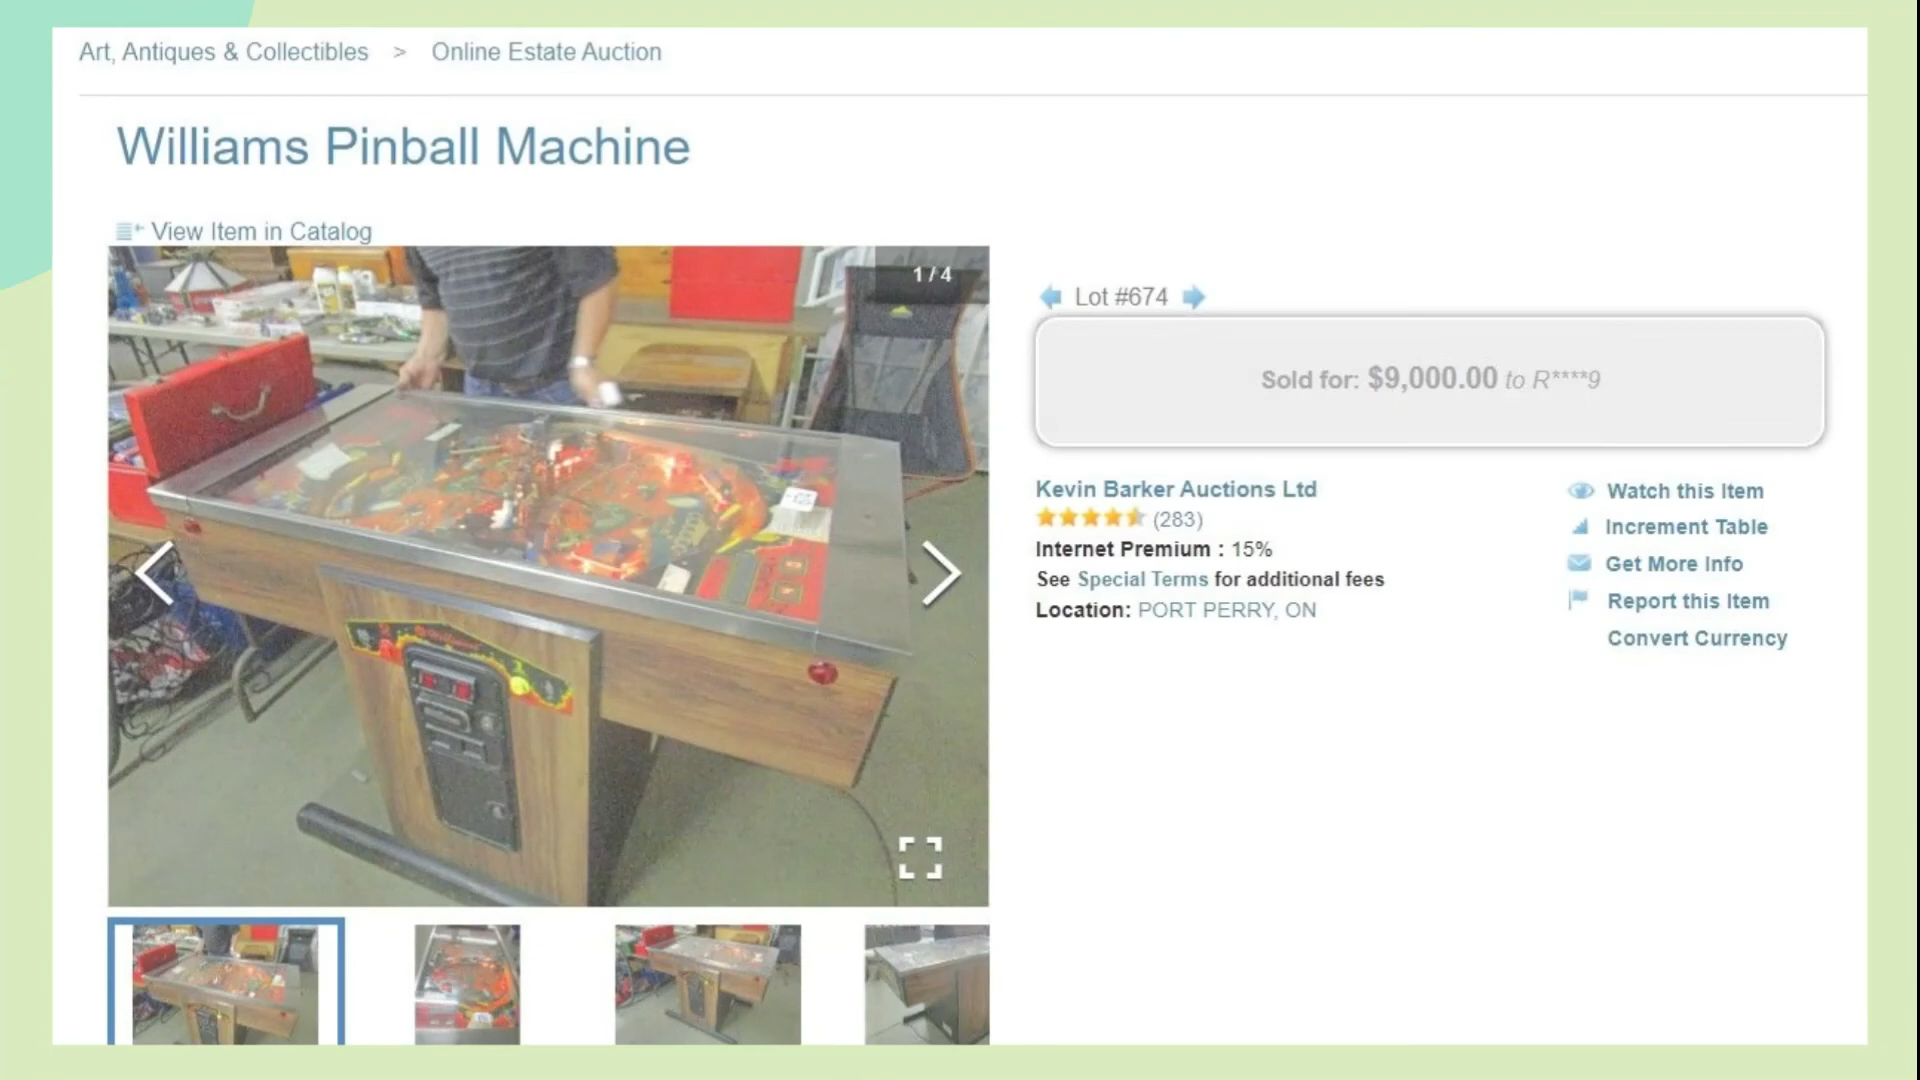 Art, Antiques & Collectibles > Online Estate Auction
Williams Pinball Machine
View Item in Catalog
1 / 4
Lot #674
Sold for: $9,000.00 to R****9
Kevin Barker Auctions Ltd
(283)
Internet Premium : 15%
See Special Terms for additional fees
Location: PORT PERRY, ON
Watch this Item
Increment Table
Get More Info
Report this Item
Convert Currency